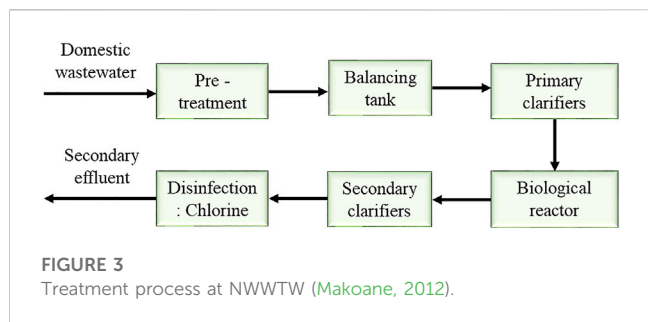 Domestic
wastewater
Pre -
treatment
Balancing
tank
Primary
clarifiers
Secondary
effluent
Disinfection
: Chlorine
Secondary
clarifiers
Biological
reactor
FIGURE 3
Treatment process at NWWTW (Makoane, 2012).